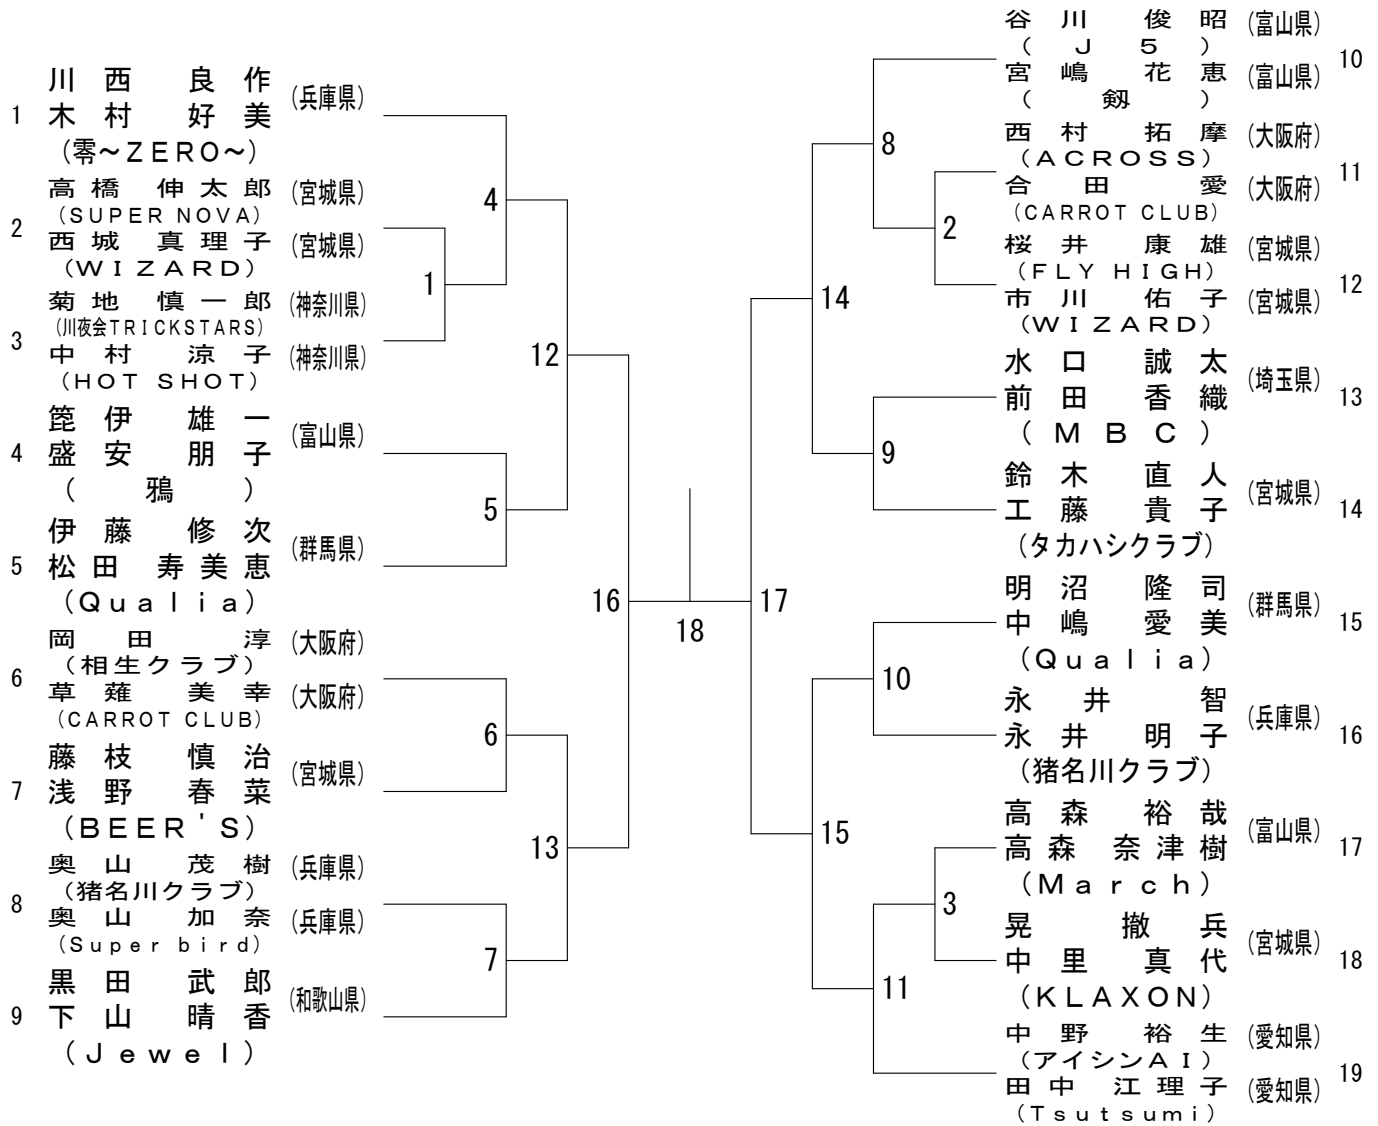 1
川西 良作
木村 好美
(兵庫県)
(零～ZERO～)
2
高橋 伸太郎 (宮城県)
(SUPER NOVA)
西城 真理子 (宮城県)
(WIZARD)
3
菊地 慎一郎 (神奈川県)
(川夜会TRICKSTARS)
中村 涼子 (神奈川県)
(HOT SHOT)
4
箆伊 雄一
盛安 朋子
(富山県)
(鴉)
5
伊藤 修次
松田 寿美恵
(群馬県)
(Qualia)
6
岡田 淳 (大阪府)
(相生クラブ)
草薙 美幸 (大阪府)
(CARROT CLUB)
7
藤枝 慎治
浅野 春菜
(宮城県)
(BEER'S)
8
奥山 茂樹 (兵庫県)
(猪名川クラブ)
奥山 加奈 (兵庫県)
(Super bird)
9
黒田 武郎
下山 晴香
(和歌山県)
(Jewel)
4
1
12
5
16
6
13
7
18
17
8
2
14
9
10
15
3
11
谷川 俊昭 (富山県)
(J5)
宮嶋 花恵 (富山県)
(剱)
10
西村 拓摩 (大阪府)
(ACROSS)
合田 愛 (大阪府)
(CARROT CLUB)
11
桜井 康雄 (宮城県)
(FLY HIGH)
市川 佑子 (宮城県)
(WIZARD)
12
水口 誠太
前田 香織
(埼玉県)
(MBC)
13
鈴木 直人
工藤 貴子
(宮城県)
(タカハシクラブ)
14
明沼 隆司
中嶋 愛美
(群馬県)
(Qualia)
15
永井 智
永井 明子
(兵庫県)
(猪名川クラブ)
16
高森 裕哉
高森 奈津樹
(富山県)
(March)
17
晃 撤兵
中里 真代
(宮城県)
(KLAXON)
18
中野 裕生 (愛知県)
(アイシンAI)
田中 江理子 (愛知県)
(Tsutsumi)
19